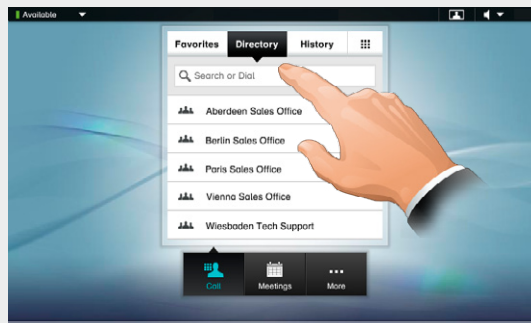 Available
Favorites Directory History
Search or Dial
Aberdeen Sales Office
Berlin Sales Office
Paris Sales Office
Vienna Sales Office
Wiesbaden Tech Support
Call Meetings More